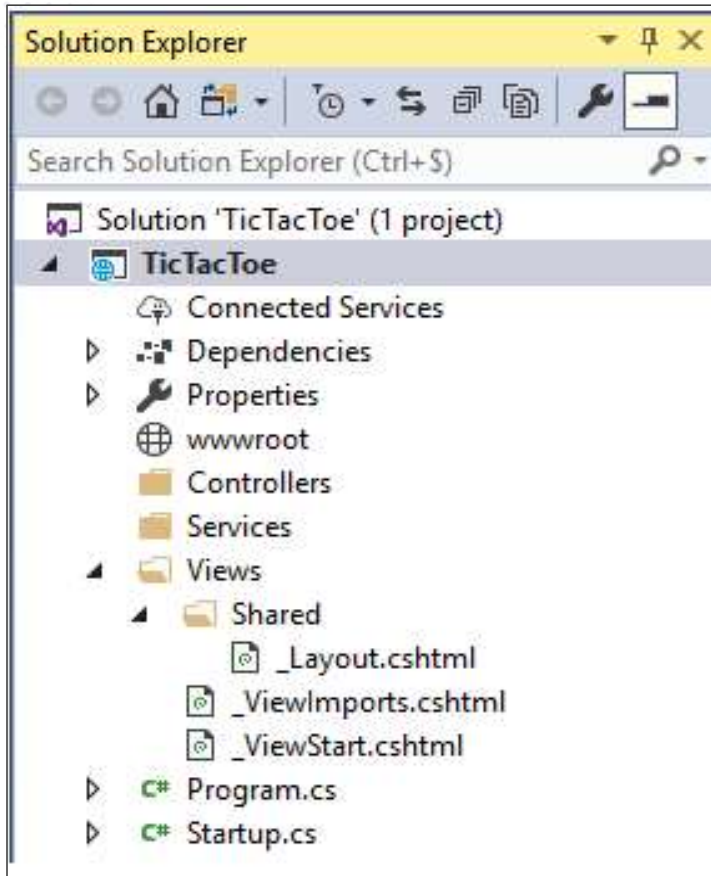 Solution Explorer
Search Solution Explorer (Ctrl+$)
Solution 'TicTacToe' (1 project)
TicTacToe
Connected Services
Dependencies
Properties
wwwroot
Controllers
Services
Views
Shared
_Layout.cshtml
_ViewImports.cshtml
_ViewStart.cshtml
C# Program.cs
C# Startup.cs